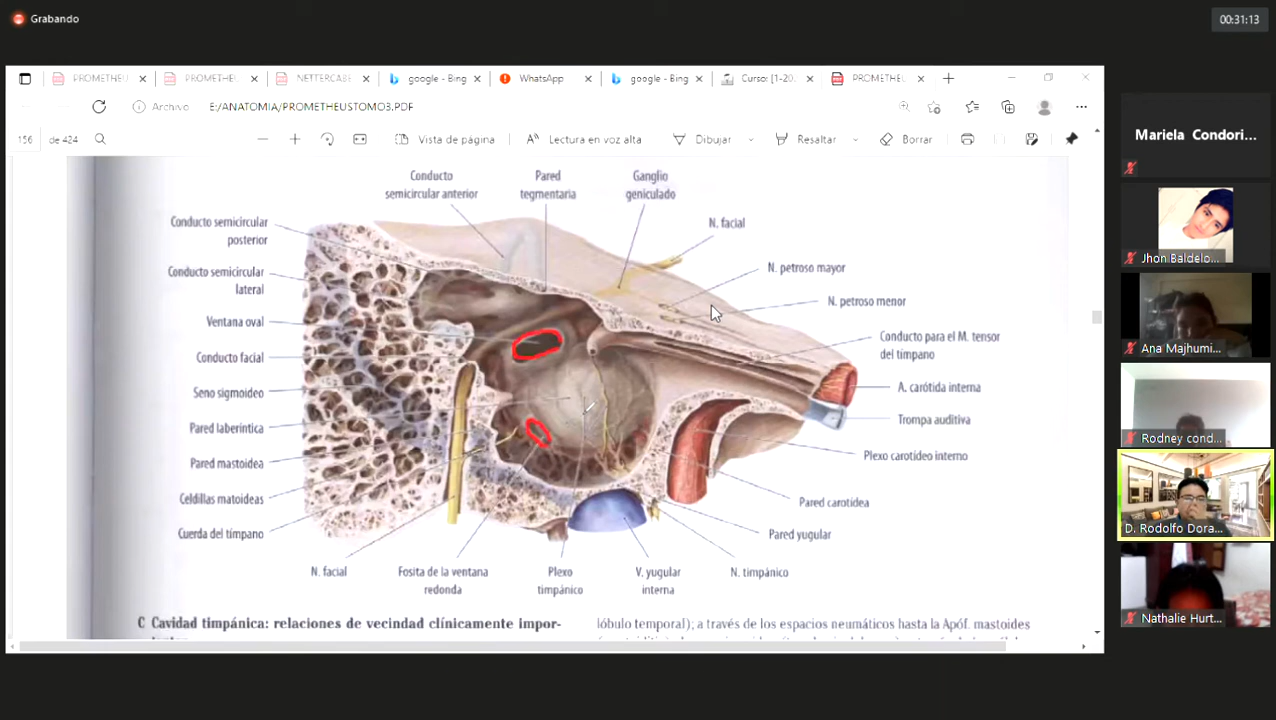 Grabando
00:31:13
PROMETHEU
PROMETHEU
NETTERCABE
google - Bing
WhatsApp
google - Bing
Curso: [1-20
PROMETHEU
Archivo
E:/ANATOMIA/PROMETHEUSTOMO3.PDF
156
de 424
Vista de página
Lectura en voz alta
Dibujar
Resaltar
Borrar
Conducto
semicircular anterior
Pared
tegmentaria
Ganglio
geniculado
N. facial
N. petroso mayor
N. petroso menor
Conducto para el M. tensor
del tímpano
A. carótida interna
Trompa auditiva
Plexo carotídeo interno
Pared carotídea
Pared yugular
N. timpánico
V. yugular
interna
Plexo
timpánico
Fosita de la ventana
redonda
N. facial
Conducto semicircular
posterior
Conducto semicircular
lateral
Ventana oval
Conducto facial
Seno sigmoideo
Pared laberíntica
Pared mastoidea
Celdillas matoideas
Cuerda del tímpano
C Cavidad timpánica: relaciones de vecindad clínicamente impor-
lóbulo temporal); a través de los espacios neumáticos hasta la Apóf. mastoides
Mariela Condori...
Jhon Baldelo...
Ana Majhumi...
Rodney cond...
D. Rodolfo Dora...
Nathalie Hurt...